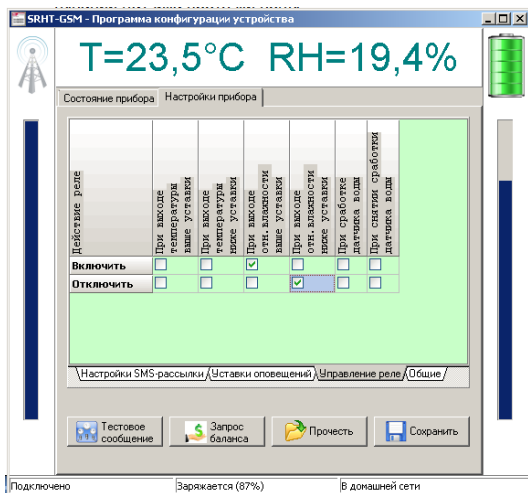 SRHT-GSM - Программа конфигурации устройства
T=23,5°C RH=19,4%
Состояние прибора
Настройки прибора
Действие реле
При выходе
температуры
выше уставки
При выходе
температуры
ниже уставки
При выходе
отн.влажности
выше уставки
При выходе
отн.влажности
ниже уставки
При сработке
датчика воды
При снятии сработки
датчика воды
Включить
Отключить
Настройки SMS-рассылки
Уставки оповещений
Управление реле
Общие
Тестовое
сообщение
Запрос
баланса
Прочесть
Сохранить
Подключено
Заряжается (87%)
В домашней сети